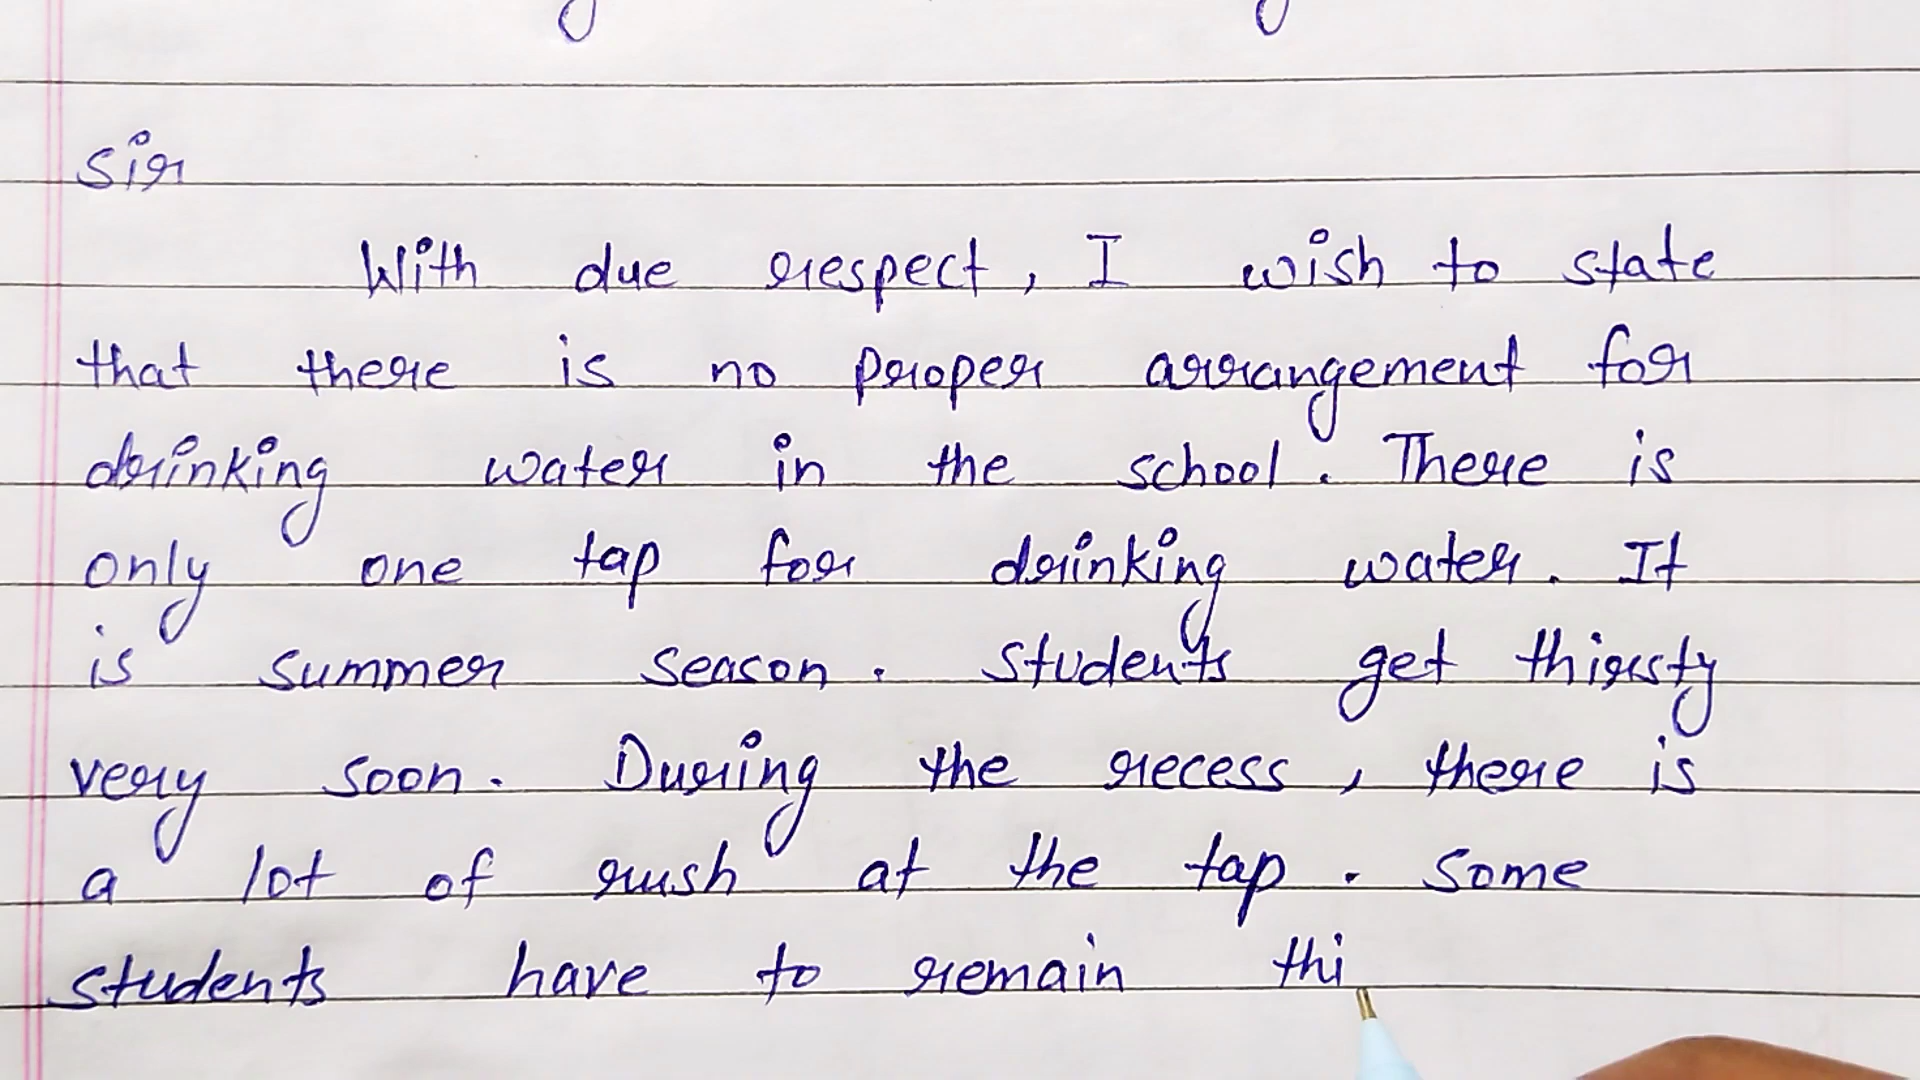 Sir
With due respect, I wish to state
that there is no proper arrangement for
drinking water in the school. There is
only one tap for drinking water. It
is summer season. Students get thirsty
very soon. During the recess, there is
a lot of rush at the tap. Some
students have to remain thi